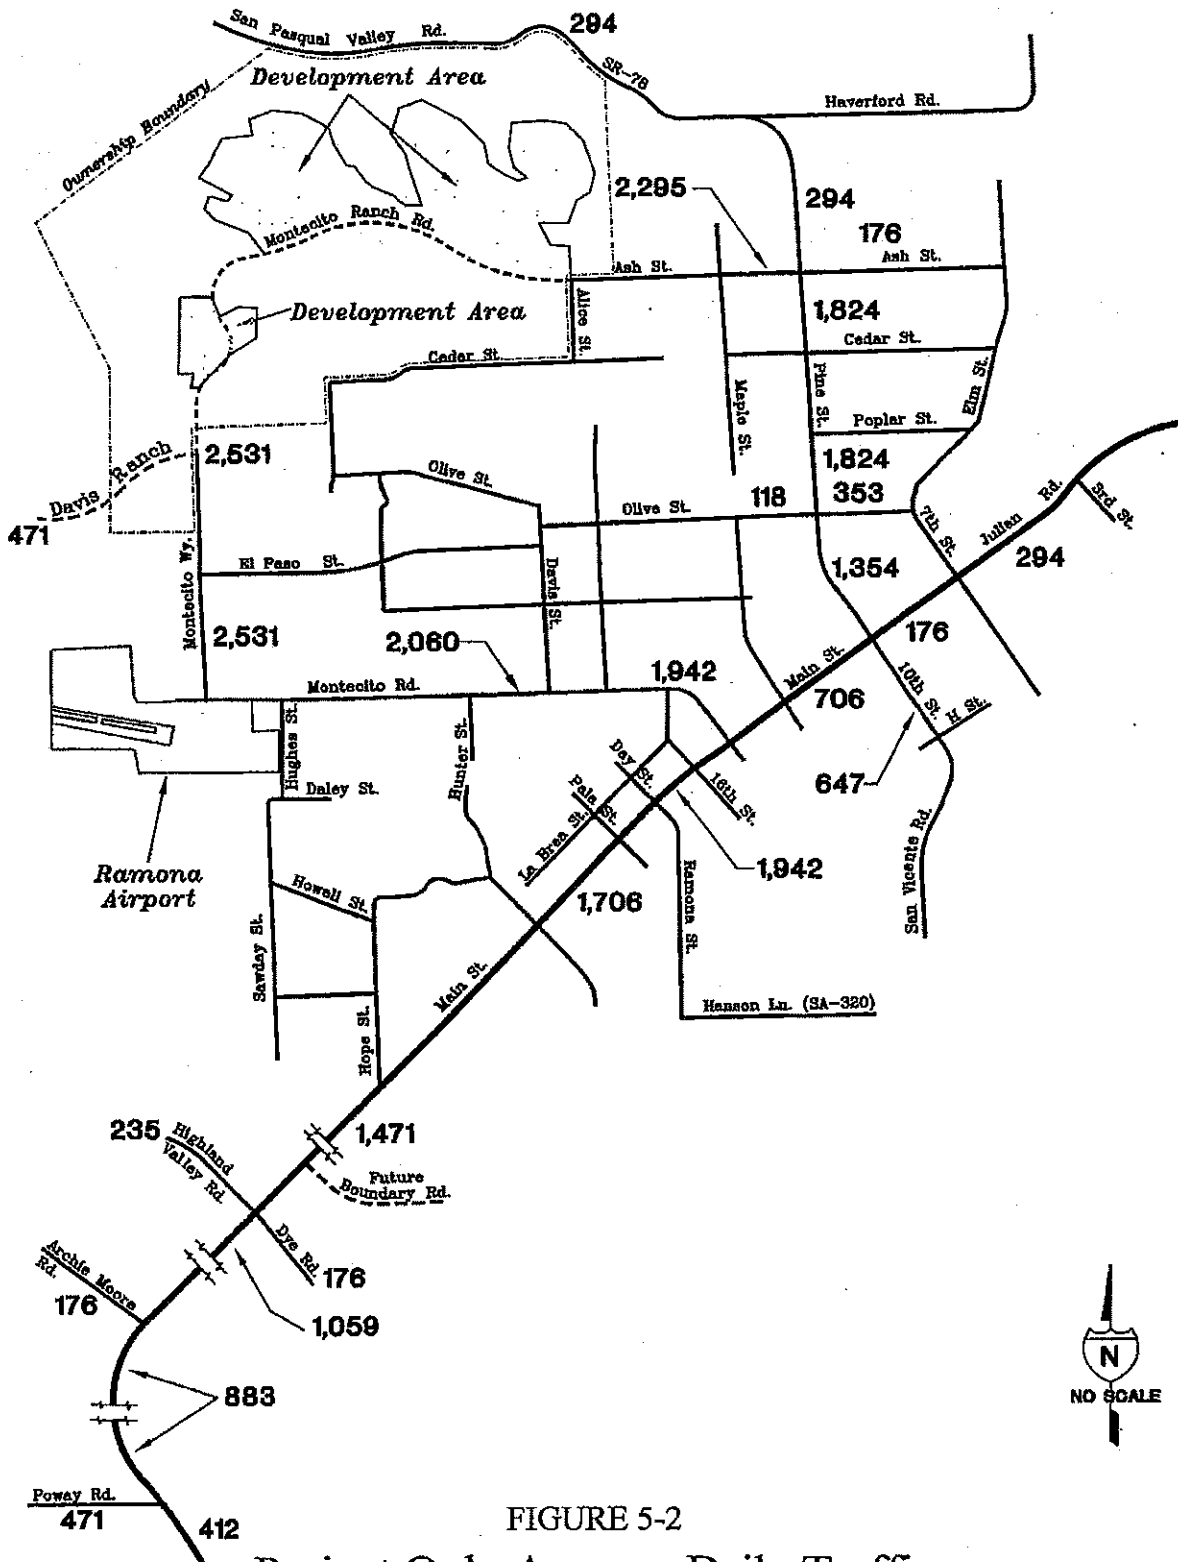 San Pasqual Valley Rd.
294
SR-78
Development Area
Haverford Rd.
Ownership Boundary
2,295
294
176
Montecito Ranch Rd.
Ash St.
Ash St.
Alice St.
1,824
Development Area
Cedar St.
Cedar St.
Pine St.
Maple St.
Elm St.
Poplar St.
Davis Ranch
2,531
1,824
Olive St.
118
353
Olive St.
Julian Rd.
3rd St.
471
7th St.
Montecito Wy.
El Paso St.
Davis St.
1,354
294
2,531
2,060
176
1,942
Main St.
Montecito Rd.
706
10th St.
H St.
Hughes St.
Hunter St.
Day St.
16th St.
647
Daley St.
Pala St.
La Brea St.
San Vicente Rd.
Ramona
Airport
1,942
Howell St.
1,706
Ramona St.
Sawday St.
Main St.
Hanson Ln. (SA-320)
Hope St.
235
Highland
Valley Rd.
1,471
Future
Boundary Rd.
Dye Rd.
176
Archie Moore
Rd.
176
1,059
N
NO SCALE
883
Poway Rd.
471
412
FIGURE 5-2